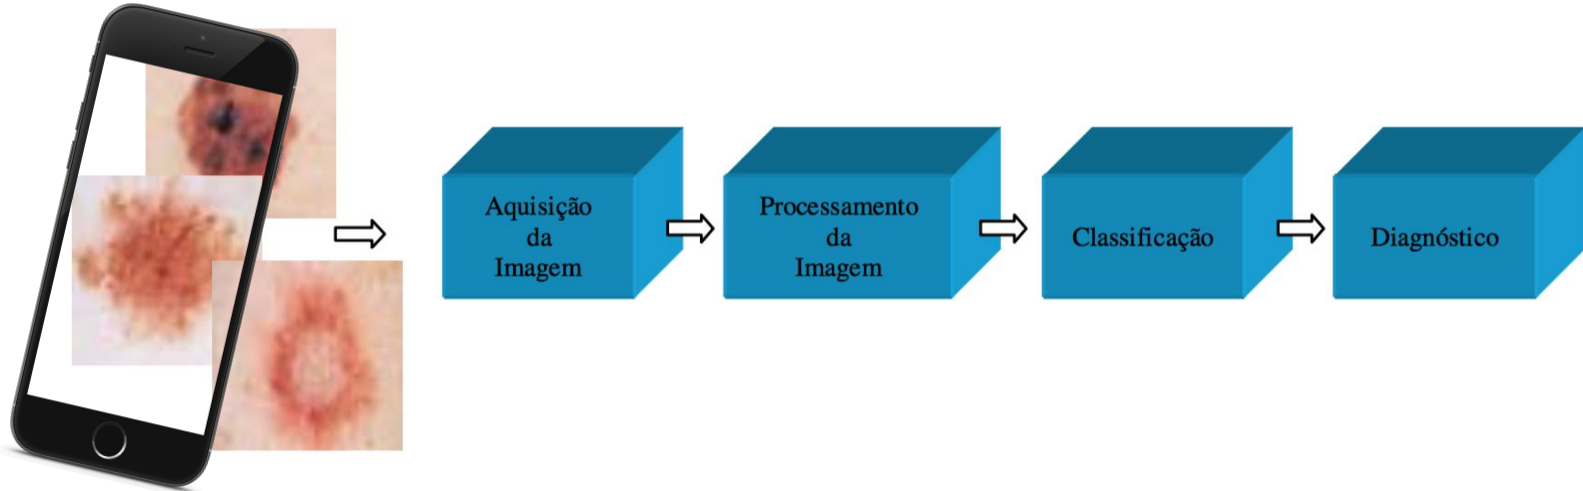 Aquisição
da
Imagem
Processamento
da
Imagem
Classificação
Diagnóstico